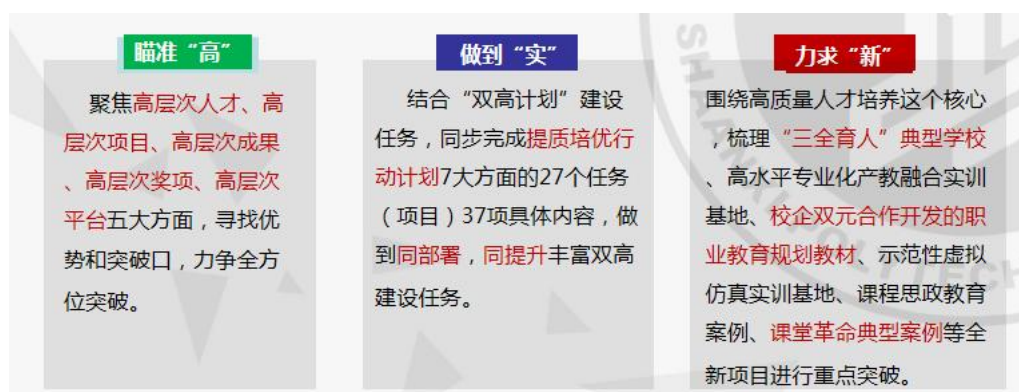 瞄准“高”
聚焦高层次人才、高
层次项目、高层次成果
、高层次奖项、高层次
平台五大方面，寻找优
势和突破口，力争全方
位突破。
做到“实”
结合“双高计划”建设
任务，同步完成提质培优行
动计划7大方面的27个任务
（项目）37项具体内容，做
到同部署，同提升丰富双高
建设任务。
力求“新”
围绕高质量人才培养这个核心
，梳理“三全育人”典型学校
、高水平专业化产教融合实训
基地、校企双元合作开发的职
业教育规划教材、示范性虚拟
仿真实训基地、课程思政教育
案例、课堂革命典型案例等全
新项目进行重点突破。